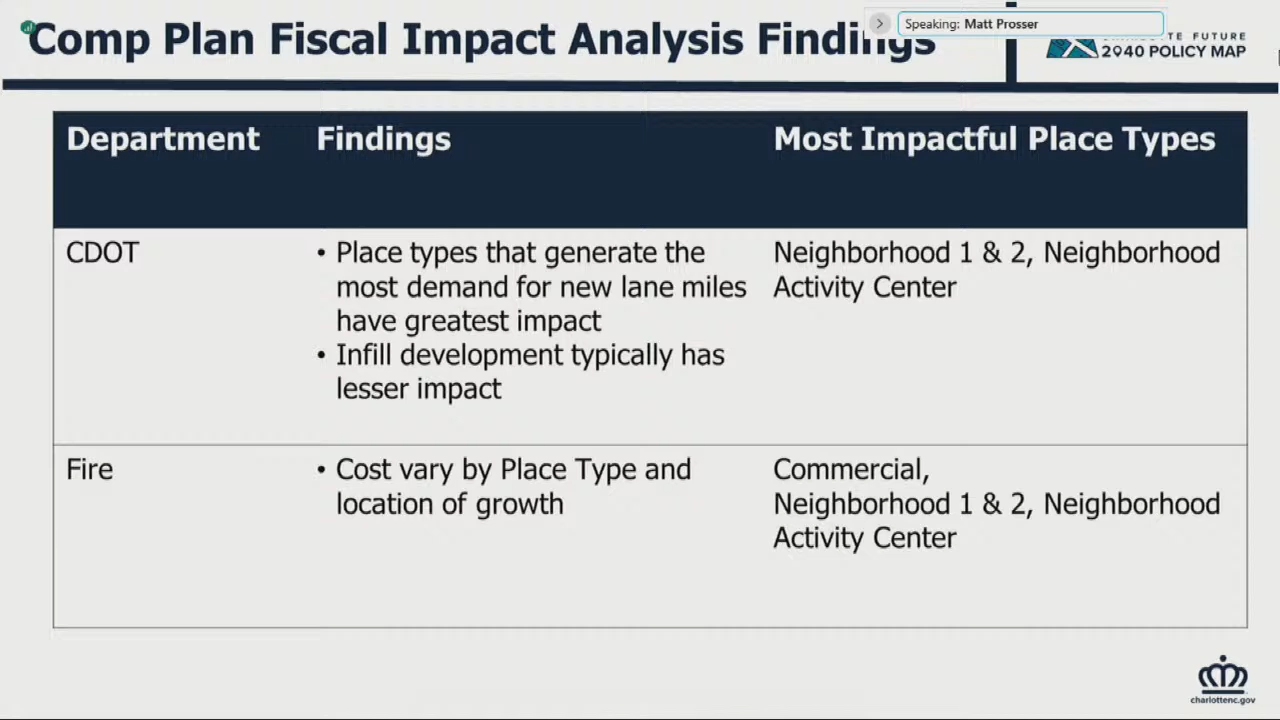 Comp Plan Fiscal Impact Analysis Findings
Speaking: Matt Prosser
FUTURE
2040 POLICY MAP
Department
Findings
Most Impactful Place Types
CDOT
• Place types that generate the
most demand for new lane miles
have greatest impact
• Infill development typically has
lesser impact
Neighborhood 1 & 2, Neighborhood
Activity Center
Fire
• Cost vary by Place Type and
location of growth
Commercial,
Neighborhood 1 & 2, Neighborhood
Activity Center
charlottenc.gov